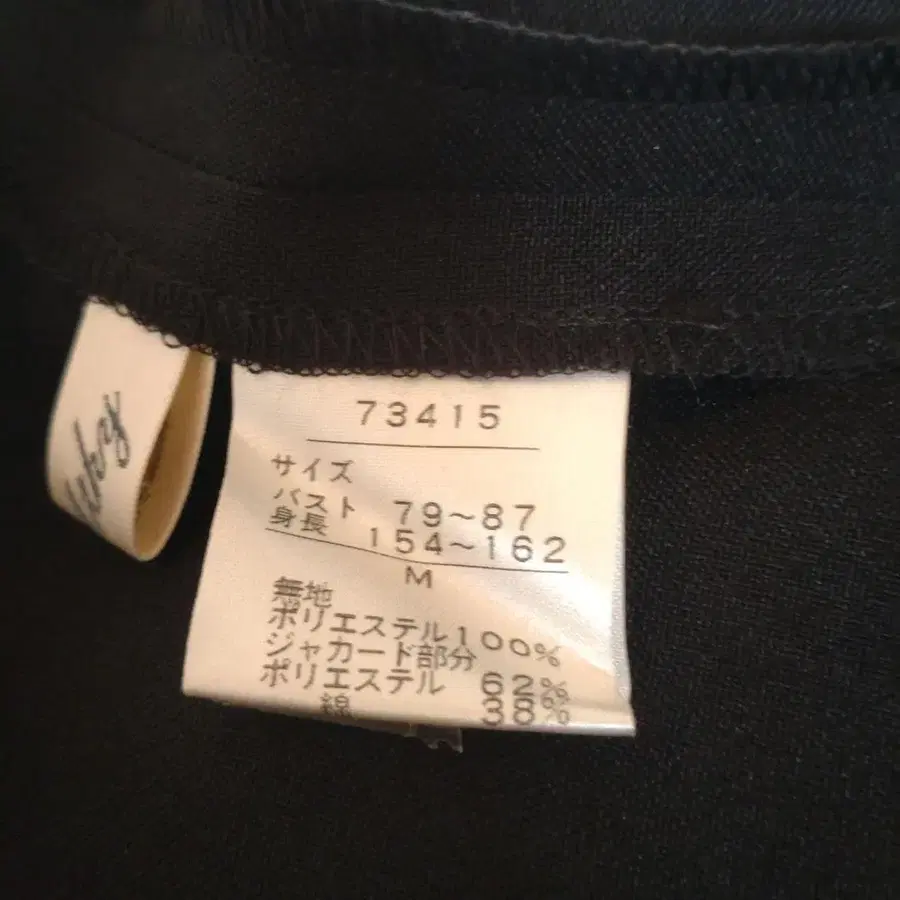 73415
サイズ
バスト 79~87
身長 154~162
M
無地
ポリエステル100%
ジャカード部分
ポリエステル 62%
綿 38%